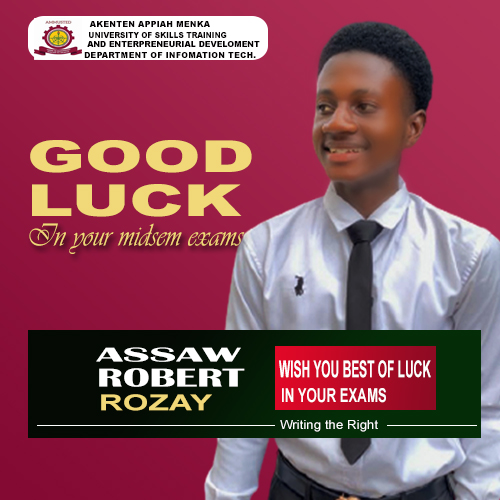 AKENTEN APPIAH MENKA
UNIVERSITY OF SKILLS TRAINING
AND ENTERPRENEURIAL DEVELOMENT
DEPARTMENT OF INFOMATION TECH.
GOOD
LUCK
In your midsem exams
ASSAW
ROBERT
ROZAY
WISH YOU BEST OF LUCK
IN YOUR EXAMS
Writing the Right